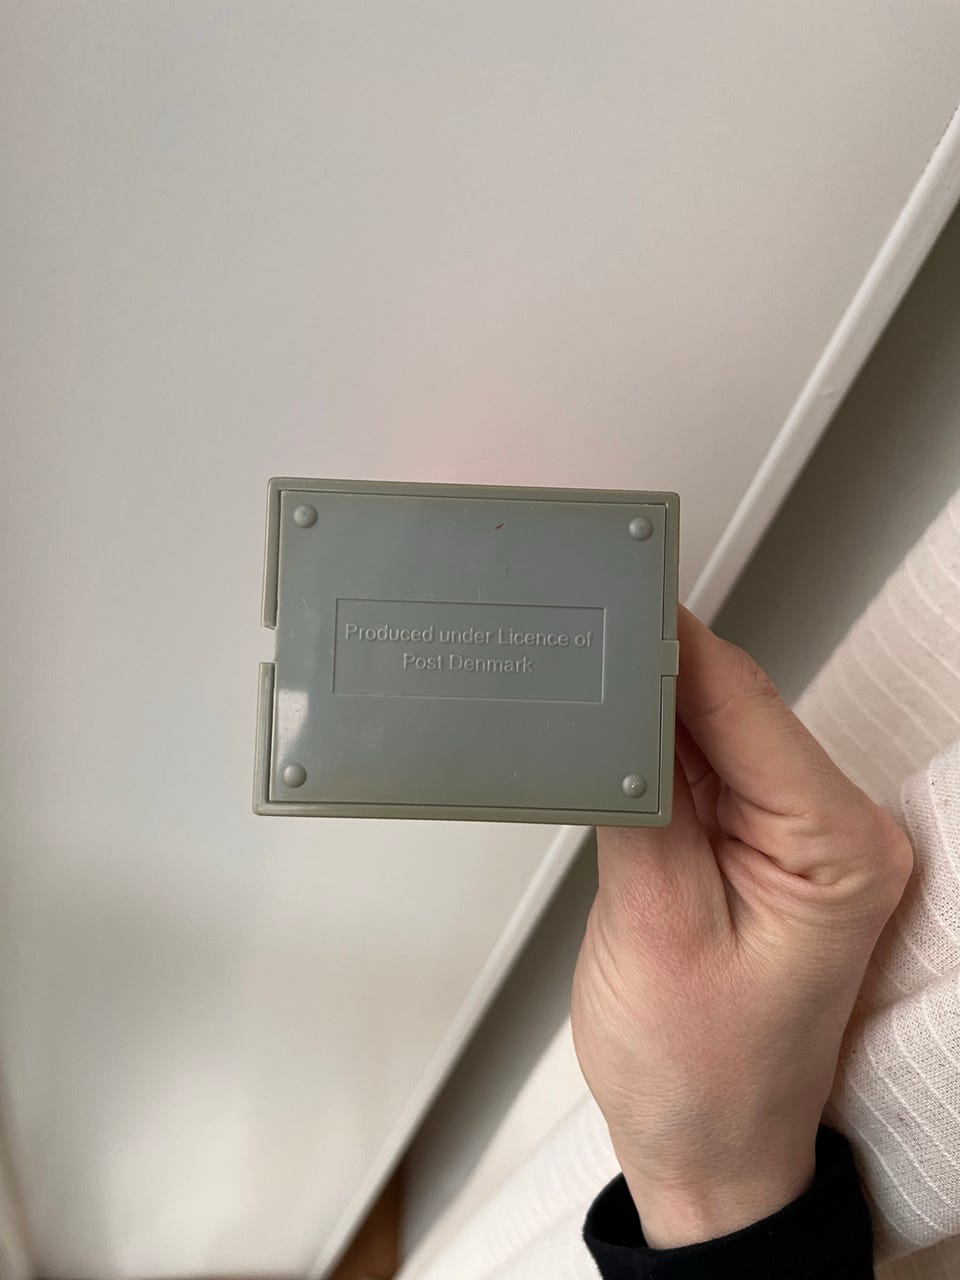 Produced under Licence of
Post Denmark